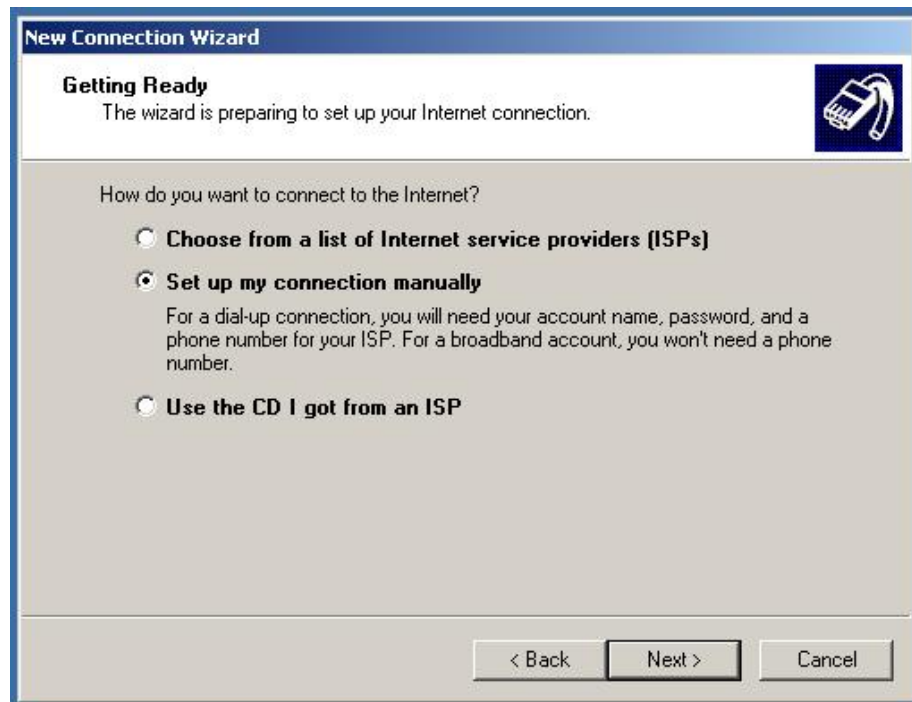 New Connection Wizard
Getting Ready
The wizard is preparing to set up your Internet connection.
How do you want to connect to the Internet?
Choose from a list of Internet service providers (ISPs)
Set up my connection manually
For a dial-up connection, you will need your account name, password, and a
phone number for your ISP. For a broadband account, you won't need a phone
number.
Use the CD I got from an ISP
< Back Next > Cancel